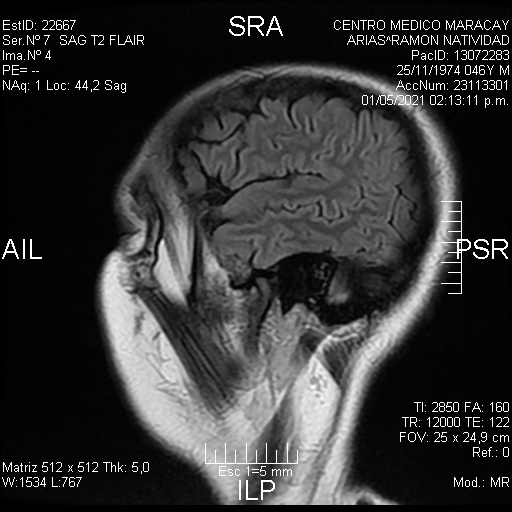 EstID: 22667
Ser.Nº 7 SAG T2 FLAIR
Ima.Nº 4
PE= --
NAq: 1 Loc: 44,2 Sag
SRA
CENTRO MEDICO MARACAY
ARIAS^RAMON NATIVIDAD
PacID: 13072283
25/11/1974 046Y M
AccNum: 23113301
01/05/2021 02:13:11 p.m.
AIL
PSR
TI: 2850 FA: 160
TR: 12000 TE: 122
FOV: 25 x 24,9 cm
Ref.: 0
Matriz 512 x 512 Thk: 5,0
W:1534 L:767
Esc 1=5 mm
ILP
Mod.: MR